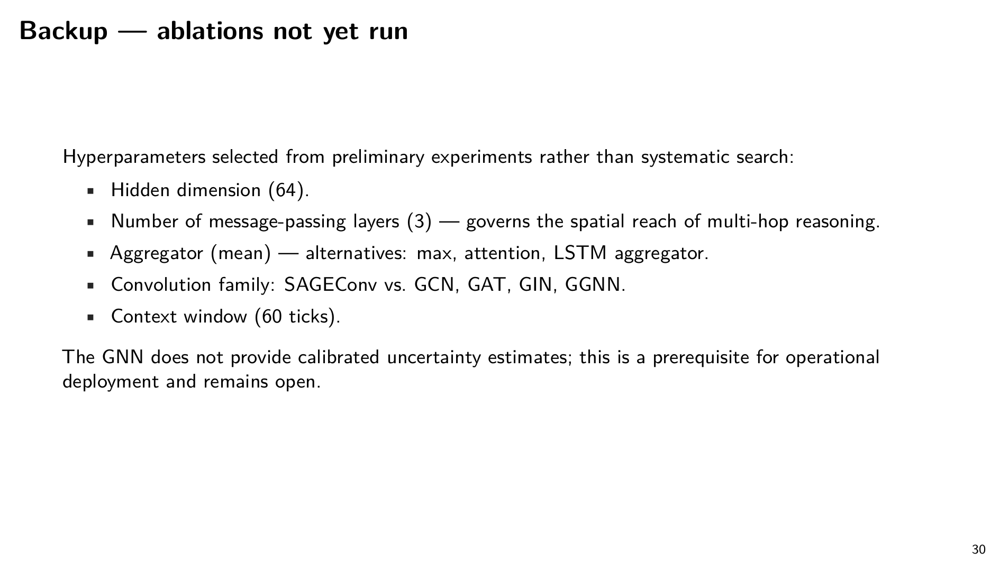 Backup — ablations not yet run
Hyperparameters selected from preliminary experiments rather than systematic search:
▪ Hidden dimension (64).
▪ Number of message-passing layers (3) — governs the spatial reach of multi-hop reasoning.
▪ Aggregator (mean) — alternatives: max, attention, LSTM aggregator.
▪ Convolution family: SAGEConv vs. GCN, GAT, GIN, GGNN.
▪ Context window (60 ticks).
The GNN does not provide calibrated uncertainty estimates; this is a prerequisite for operational
deployment and remains open.
30